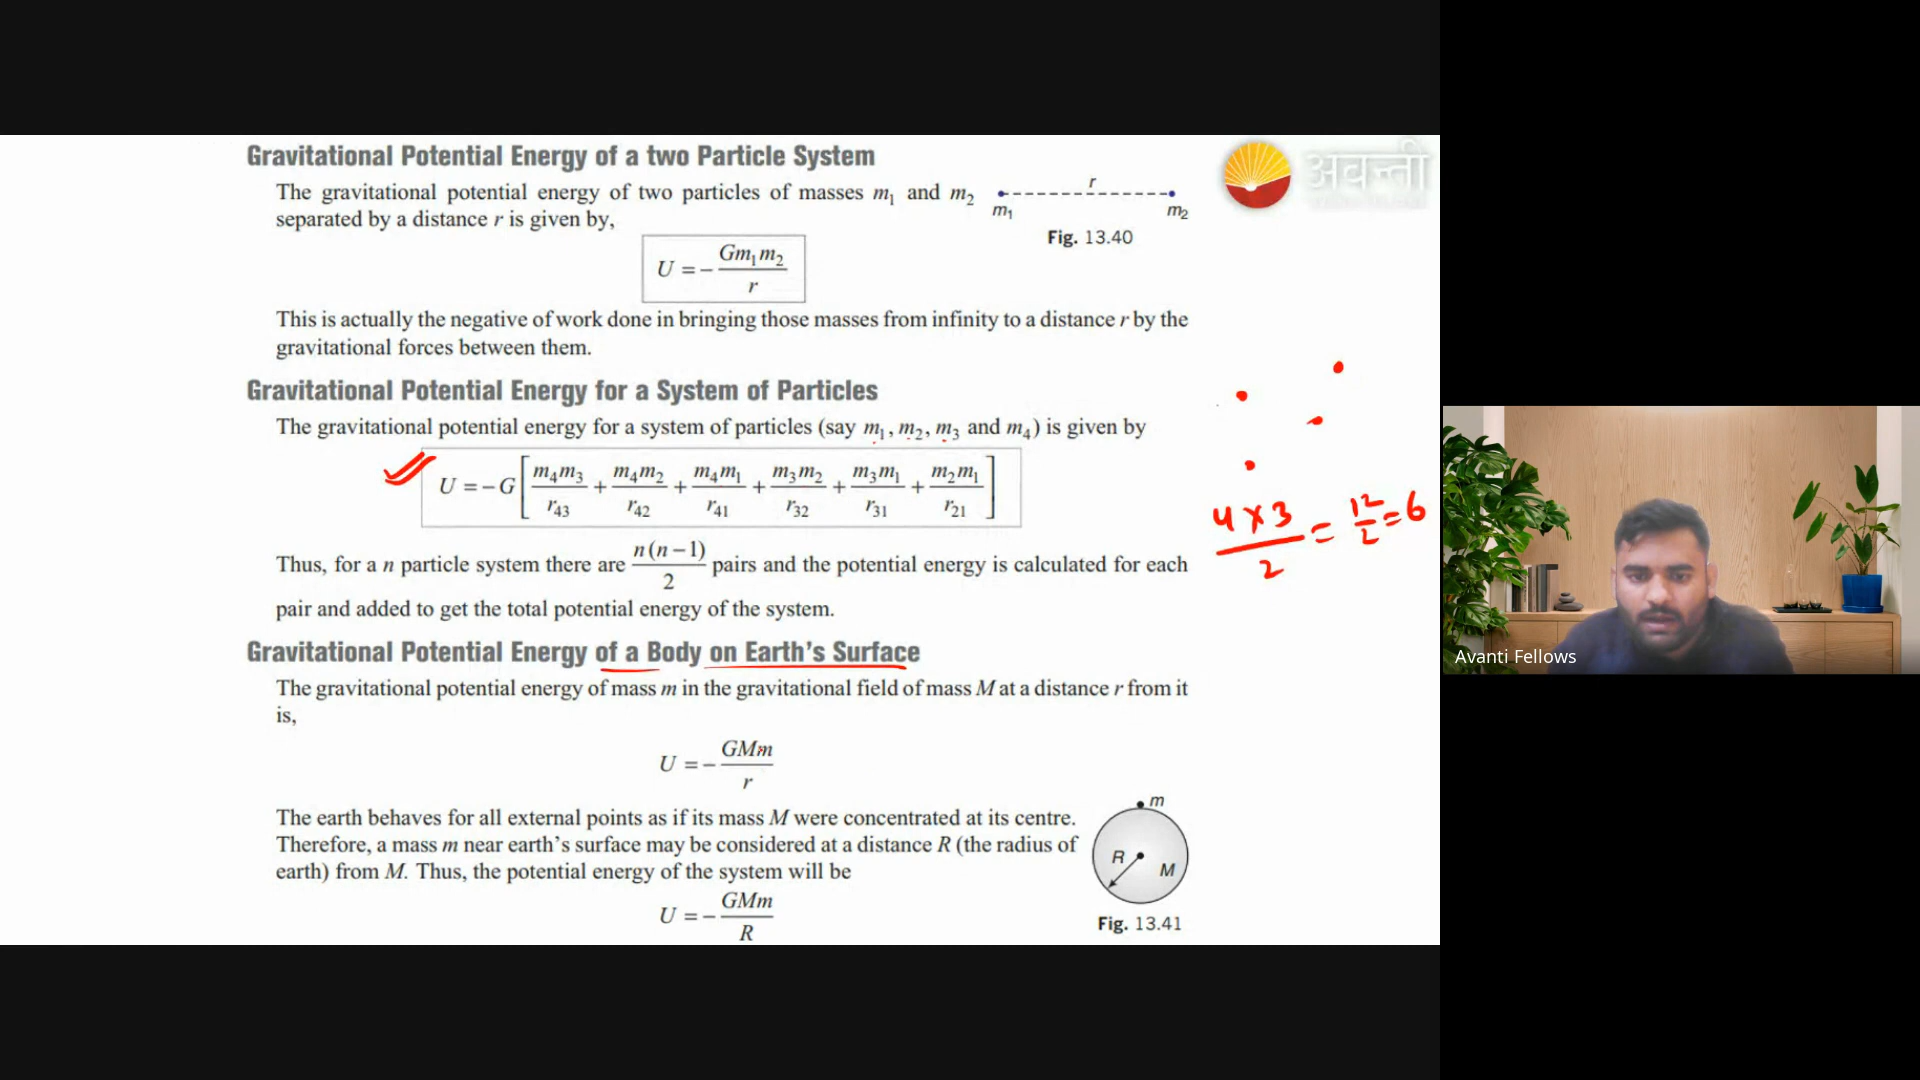 Gravitational Potential Energy of a two Particle System
अवन्ती
The gravitational potential energy of two particles of masses m₁ and m₂
separated by a distance r is given by,
r
m₁ m₂
Fig. 13.40
U = – Gm₁m₂ / r
This is actually the negative of work done in bringing those masses from infinity to a distance r by the
gravitational forces between them.
Gravitational Potential Energy for a System of Particles
The gravitational potential energy for a system of particles (say m₁, m₂, m₃ and m₄) is given by
U = – G [ m₄m₃ / r₄₃ + m₄m₂ / r₄₂ + m₄m₁ / r₄₁ + m₃m₂ / r₃₂ + m₃m₁ / r₃₁ + m₂m₁ / r₂₁ ]
4 × 3 / 2 = 12 / 2 = 6
Thus, for a n particle system there are n(n – 1) / 2 pairs and the potential energy is calculated for each
pair and added to get the total potential energy of the system.
Gravitational Potential Energy of a Body on Earth's Surface
The gravitational potential energy of mass m in the gravitational field of mass M at a distance r from it
is,
U = – GMm / r
The earth behaves for all external points as if its mass M were concentrated at its centre.
Therefore, a mass m near earth's surface may be considered at a distance R (the radius of
earth) from M. Thus, the potential energy of the system will be
U = – GMm / R
m
R M
Fig. 13.41
Avanti Fellows